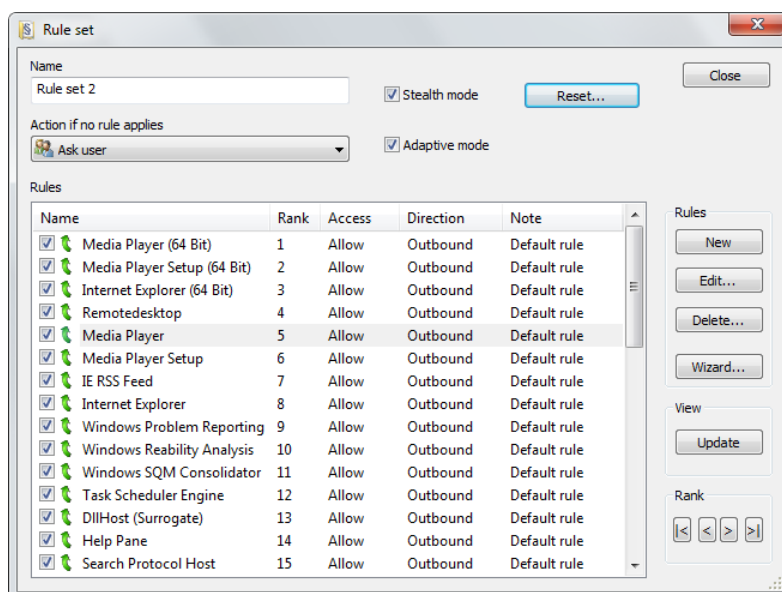 Rule set
Name
Rule set 2
Stealth mode
Reset...
Close
Action if no rule applies
Ask user
Adaptive mode
Rules
Name Rank Access Direction Note
Media Player (64 Bit) 1 Allow Outbound Default rule
Media Player Setup (64 Bit) 2 Allow Outbound Default rule
Internet Explorer (64 Bit) 3 Allow Outbound Default rule
Remotedesktop 4 Allow Outbound Default rule
Media Player 5 Allow Outbound Default rule
Media Player Setup 6 Allow Outbound Default rule
IE RSS Feed 7 Allow Outbound Default rule
Internet Explorer 8 Allow Outbound Default rule
Windows Problem Reporting 9 Allow Outbound Default rule
Windows Reability Analysis 10 Allow Outbound Default rule
Windows SQM Consolidator 11 Allow Outbound Default rule
Task Scheduler Engine 12 Allow Outbound Default rule
DllHost (Surrogate) 13 Allow Outbound Default rule
Help Pane 14 Allow Outbound Default rule
Search Protocol Host 15 Allow Outbound Default rule
Rules
New
Edit...
Delete...
Wizard...
View
Update
Rank
|< < > >|